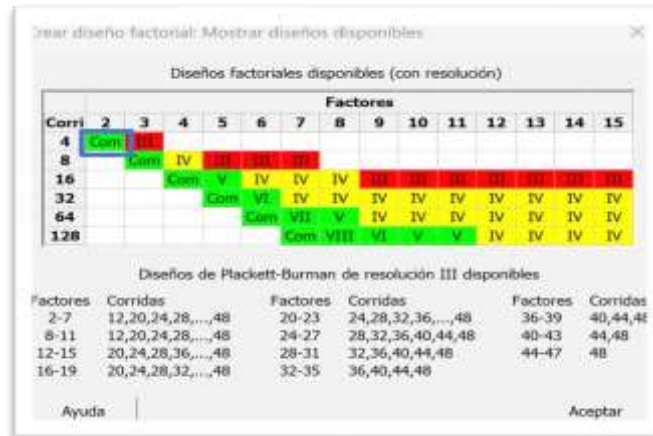 Crear diseño factorial: Mostrar diseños disponibles
Diseños factoriales disponibles (con resolución)
Factores
Corri 2 3 4 5 6 7 8 9 10 11 12 13 14 15
4 Com III
8 Com IV III III III
16 Com V IV IV IV III III III III III III III
32 Com VI IV IV IV IV IV IV IV IV IV
64 Com VII V IV IV IV IV IV IV IV
128 Com VIII VI V V IV IV IV IV
Diseños de Plackett-Burman de resolución III disponibles
Factores Corridas Factores Corridas Factores Corridas
2-7 12,20,24,28,...,48 20-23 24,28,32,36,...,48 36-39 40,44,48
8-11 12,20,24,28,...,48 24-27 28,32,36,40,44,48 40-43 44,48
12-15 20,24,28,36,...,48 28-31 32,36,40,44,48 44-47 48
16-19 20,24,28,32,...,48 32-35 36,40,44,48
Ayuda Aceptar